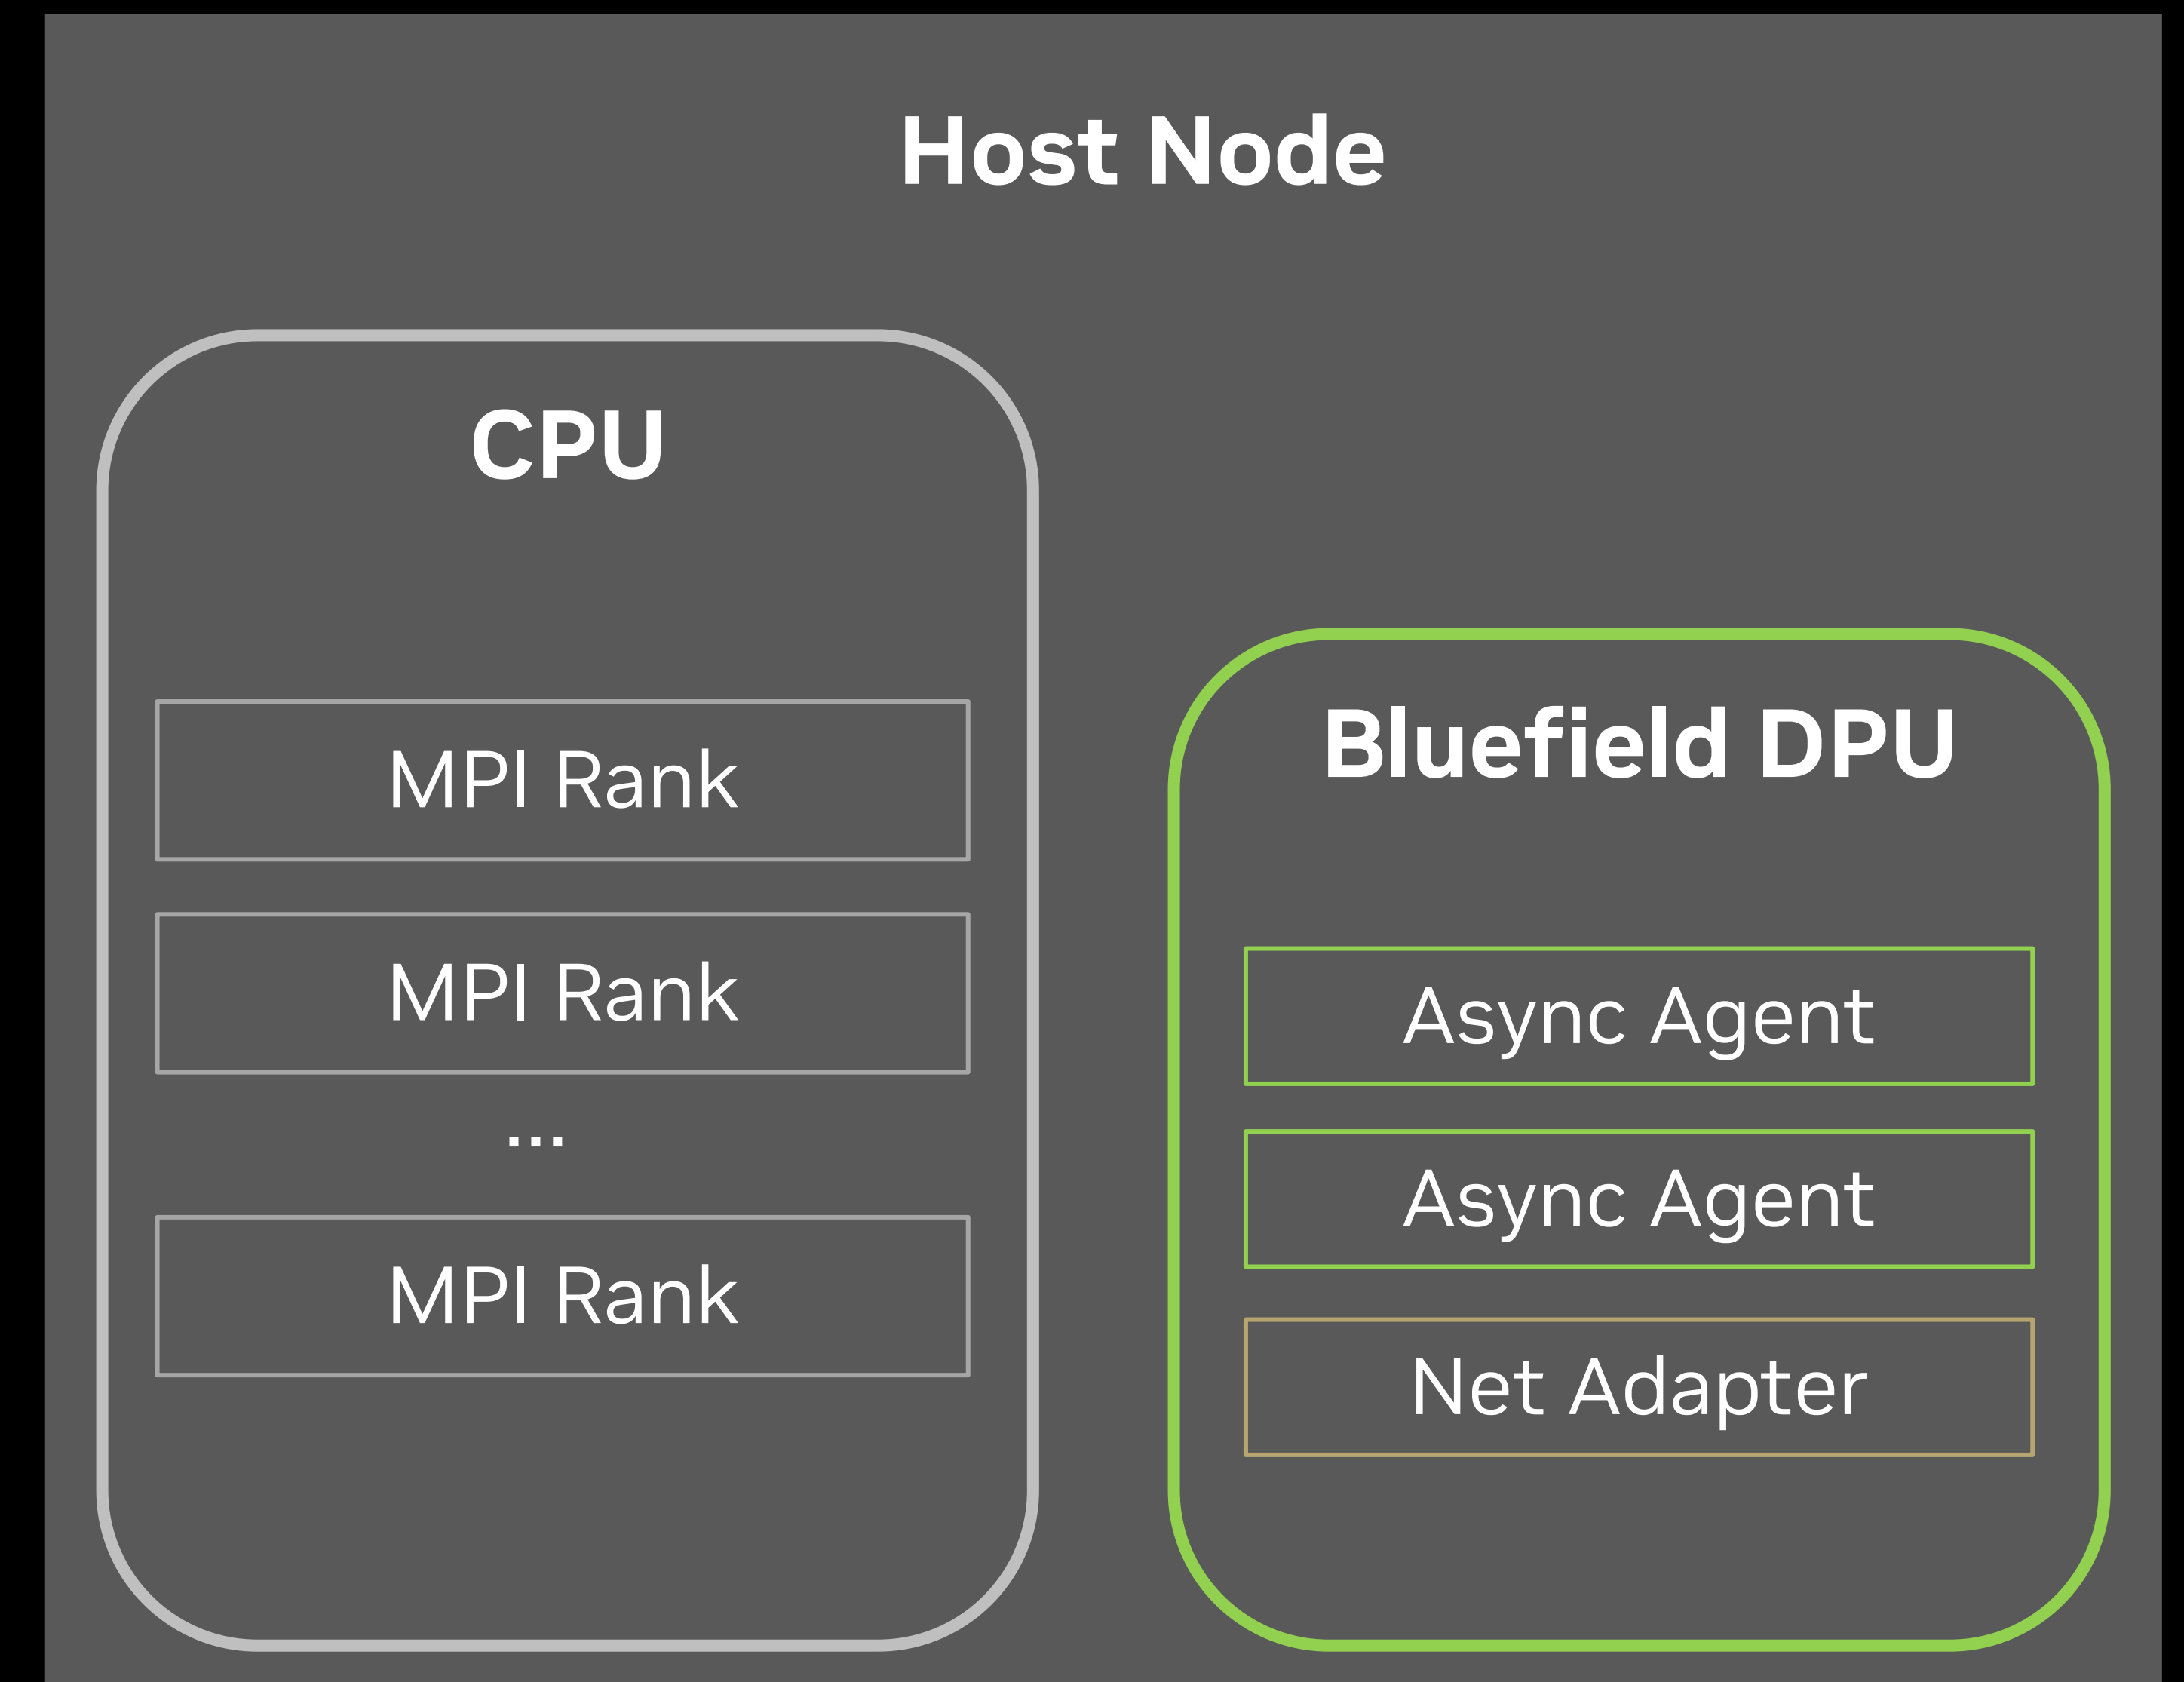 Host Node
CPU
MPI Rank
MPI Rank
...
MPI Rank
Bluefield DPU
Async Agent
Async Agent
Net Adapter